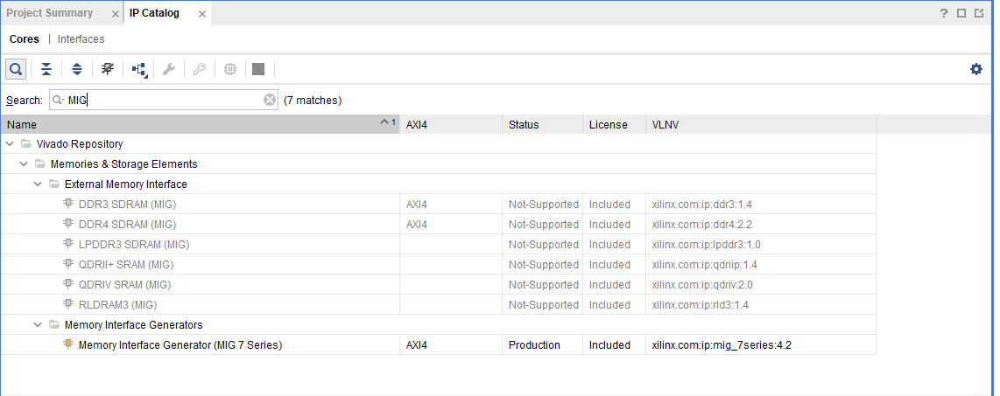 Project Summary × IP Catalog × ?
Cores | Interfaces
Search: MIG (7 matches)
Name 1 AXI4 Status License VLNV
Vivado Repository
Memories & Storage Elements
External Memory Interface
DDR3 SDRAM (MIG) AXI4 Not-Supported Included xilinx.com:ip:ddr3:1.4
DDR4 SDRAM (MIG) AXI4 Not-Supported Included xilinx.com:ip:ddr4:2.2
LPDDR3 SDRAM (MIG) Not-Supported Included xilinx.com:ip:lpddr3:1.0
QDRII+ SRAM (MIG) Not-Supported Included xilinx.com:ip:qdriip:1.4
QDRIV SRAM (MIG) Not-Supported Included xilinx.com:ip:qdriv:2.0
RLDRAM3 (MIG) Not-Supported Included xilinx.com:ip:rld3:1.4
Memory Interface Generators
Memory Interface Generator (MIG 7 Series) AXI4 Production Included xilinx.com:ip:mig_7series:4.2